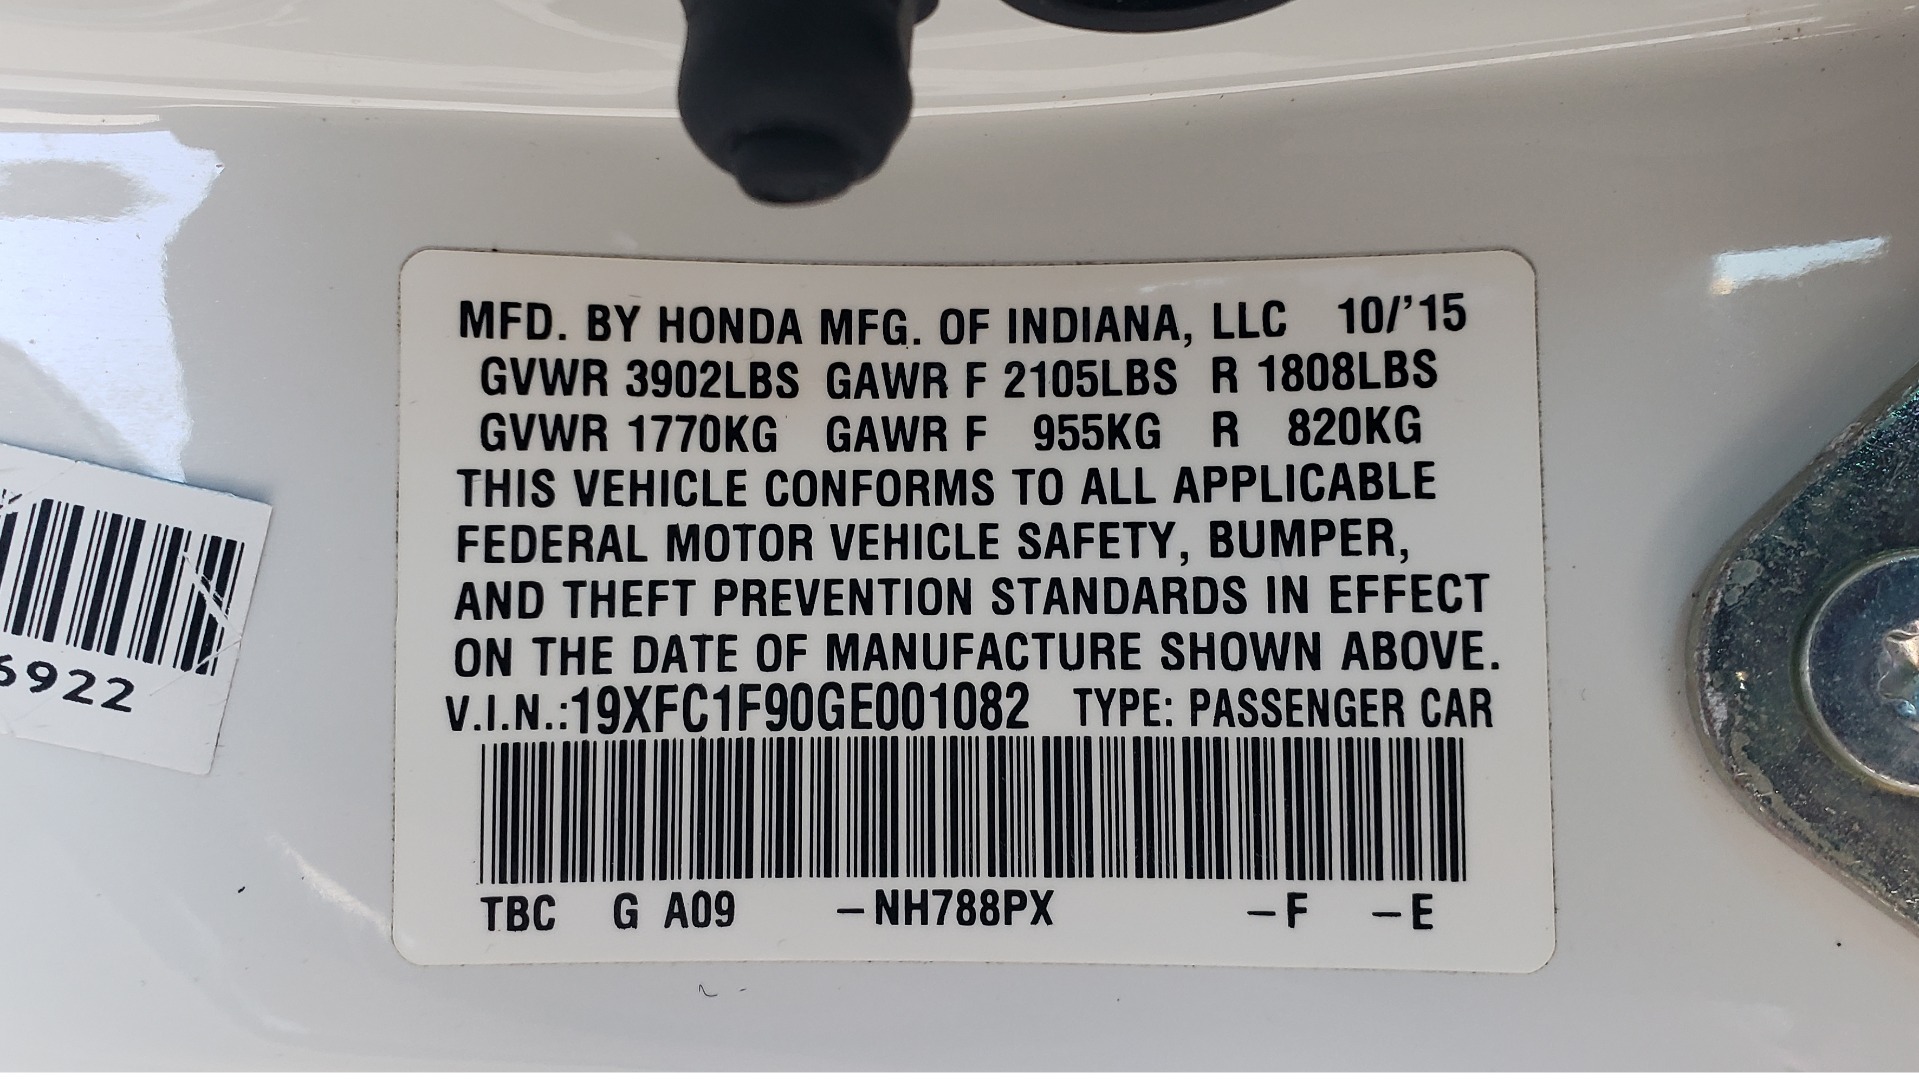 MFD. BY HONDA MFG. OF INDIANA, LLC 10/'15
GVWR 3902LBS GAWR F 2105LBS R 1808LBS
GVWR 1770KG GAWR F 955KG R 820KG
THIS VEHICLE CONFORMS TO ALL APPLICABLE
FEDERAL MOTOR VEHICLE SAFETY, BUMPER,
AND THEFT PREVENTION STANDARDS IN EFFECT
ON THE DATE OF MANUFACTURE SHOWN ABOVE.
V.I.N.:19XFC1F90GE001082 TYPE: PASSENGER CAR
TBC G A09 –NH788PX –F –E
6922